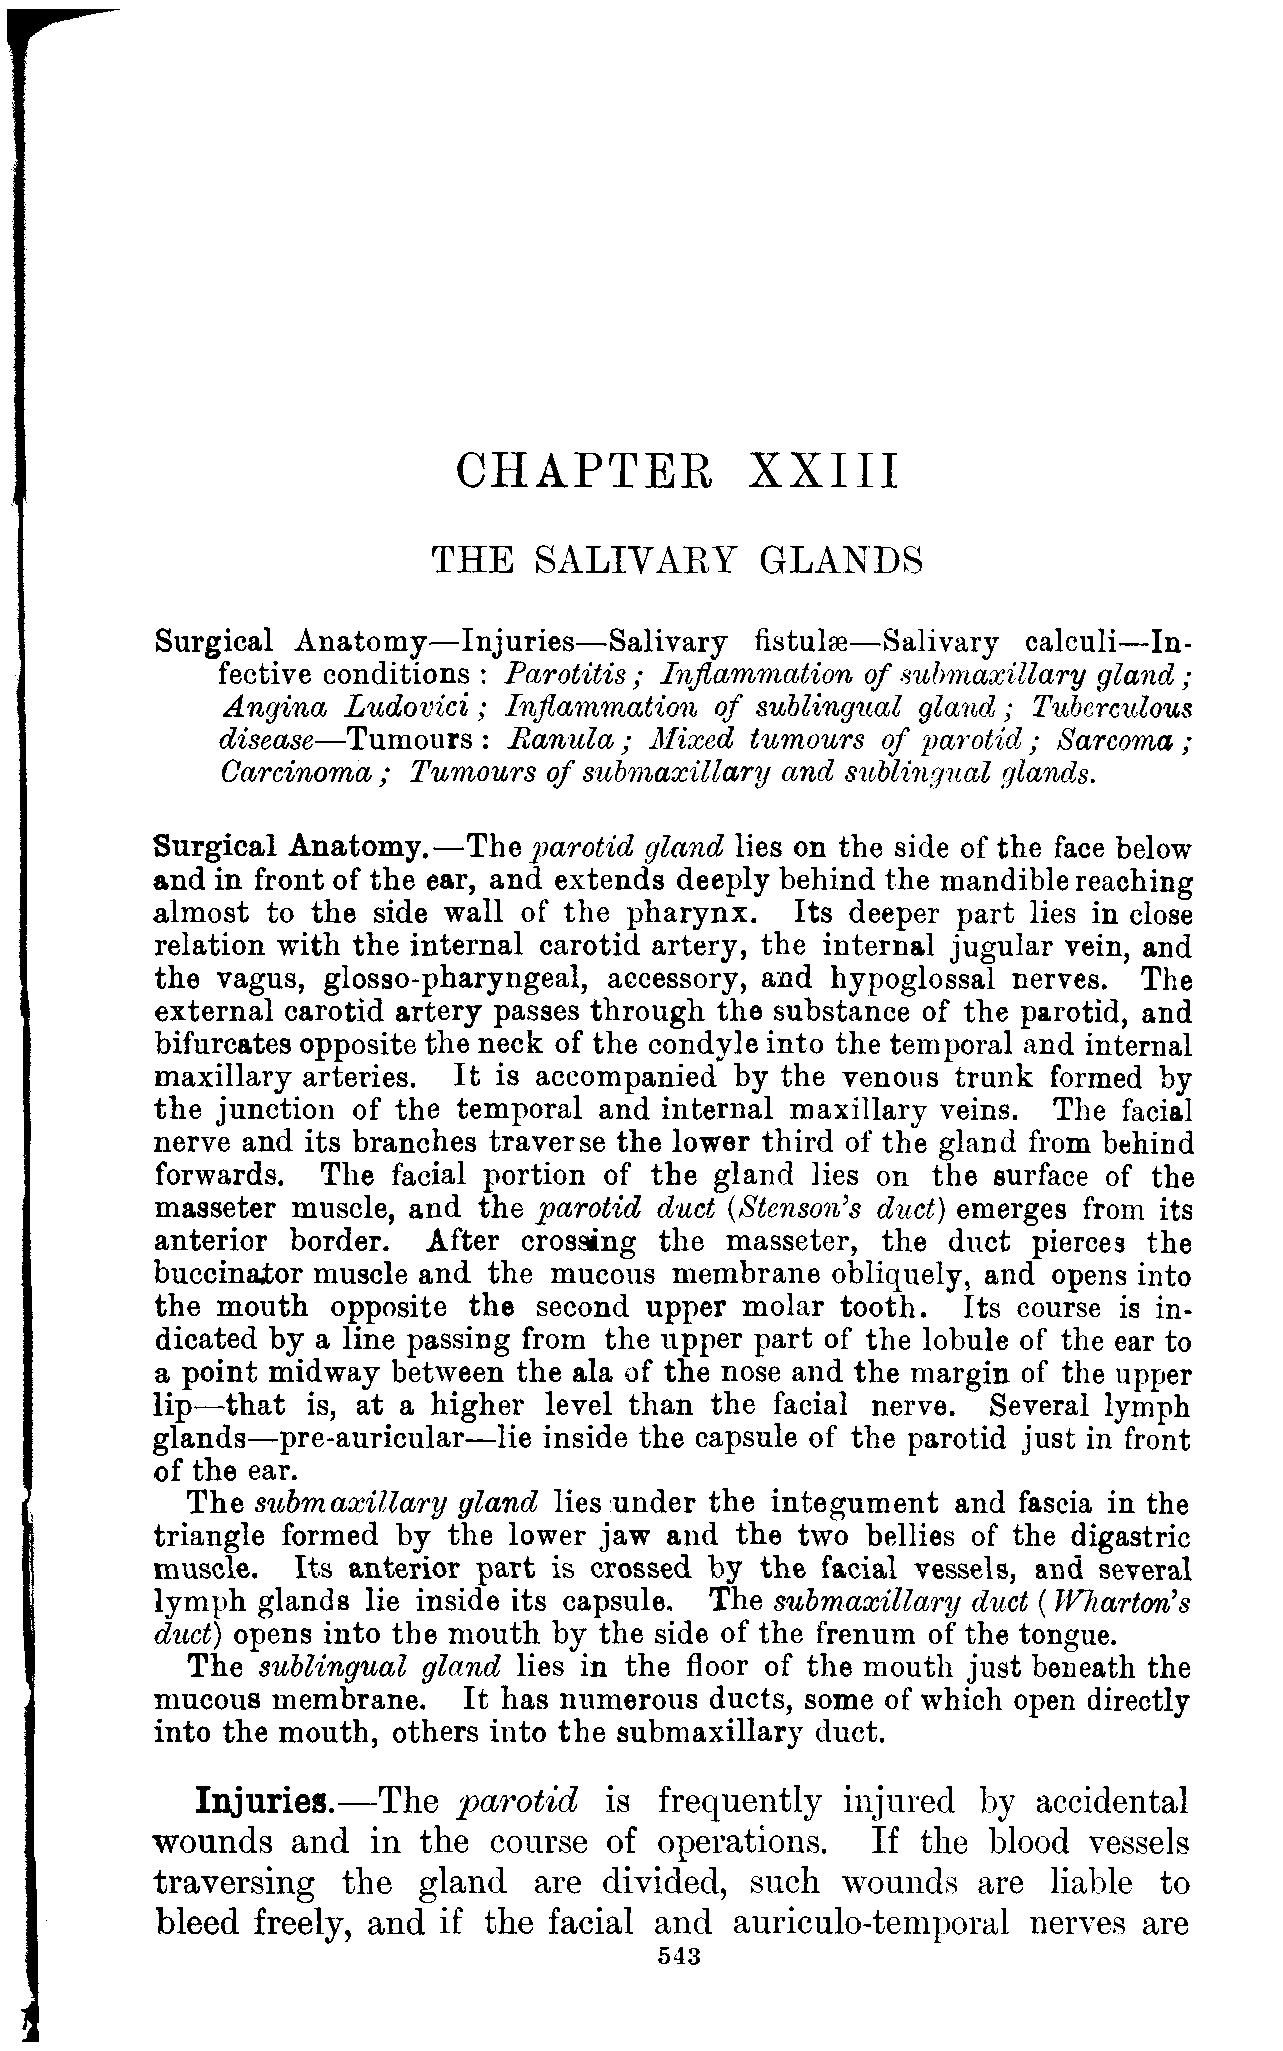 CHAPTER XXIII
THE SALIVARY GLANDS
Surgical Anatomy—Injuries—Salivary fistulæ—Salivary calculi—In-
fective conditions : Parotitis ; Inflammation of submaxillary gland ;
Angina Ludovici ; Inflammation of sublingual gland ; Tuberculous
disease—Tumours : Ranula ; Mixed tumours of parotid ; Sarcoma ;
Carcinoma ; Tumours of submaxillary and sublingual glands.
Surgical Anatomy.—The parotid gland lies on the side of the face below
and in front of the ear, and extends deeply behind the mandible reaching
almost to the side wall of the pharynx. Its deeper part lies in close
relation with the internal carotid artery, the internal jugular vein, and
the vagus, glosso-pharyngeal, accessory, and hypoglossal nerves. The
external carotid artery passes through the substance of the parotid, and
bifurcates opposite the neck of the condyle into the temporal and internal
maxillary arteries. It is accompanied by the venous trunk formed by
the junction of the temporal and internal maxillary veins. The facial
nerve and its branches traverse the lower third of the gland from behind
forwards. The facial portion of the gland lies on the surface of the
masseter muscle, and the parotid duct (Stenson's duct) emerges from its
anterior border. After crossing the masseter, the duct pierces the
buccinator muscle and the mucous membrane obliquely, and opens into
the mouth opposite the second upper molar tooth. Its course is in-
dicated by a line passing from the upper part of the lobule of the ear to
a point midway between the ala of the nose and the margin of the upper
lip—that is, at a higher level than the facial nerve. Several lymph
glands—pre-auricular—lie inside the capsule of the parotid just in front
of the ear.
The submaxillary gland lies under the integument and fascia in the
triangle formed by the lower jaw and the two bellies of the digastric
muscle. Its anterior part is crossed by the facial vessels, and several
lymph glands lie inside its capsule. The submaxillary duct (Wharton's
duct) opens into the mouth by the side of the frenum of the tongue.
The sublingual gland lies in the floor of the mouth just beneath the
mucous membrane. It has numerous ducts, some of which open directly
into the mouth, others into the submaxillary duct.
Injuries.—The parotid is frequently injured by accidental
wounds and in the course of operations. If the blood vessels
traversing the gland are divided, such wounds are liable to
bleed freely, and if the facial and auriculo-temporal nerves are
543